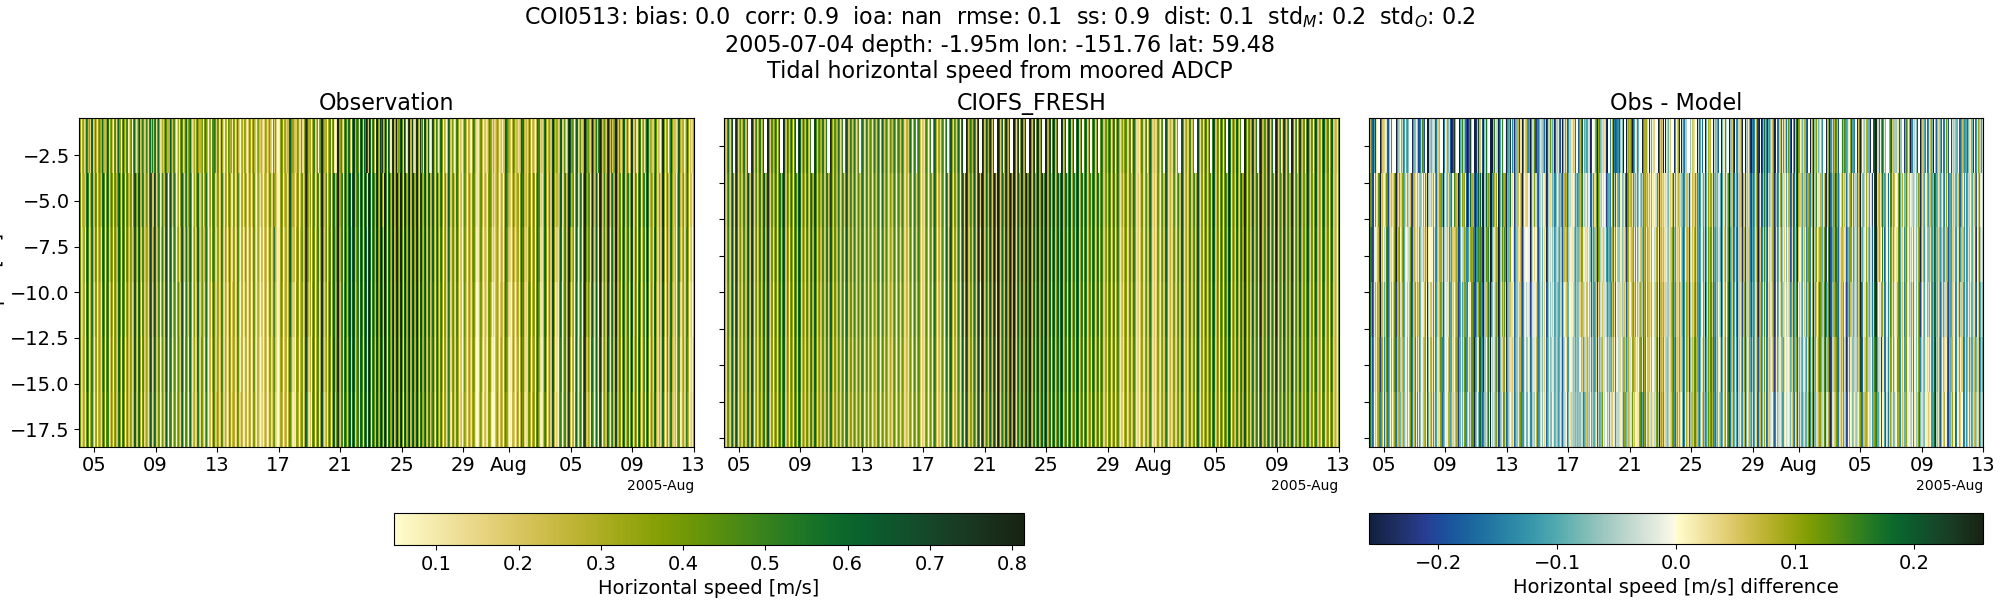 COI0513: bias: 0.0 corr: 0.9 ioa: nan rmse: 0.1 ss: 0.9 dist: 0.1 std_M: 0.2 std_O: 0.2
2005-07-04 depth: -1.95m lon: -151.76 lat: 59.48
Tidal horizontal speed from moored ADCP
Observation
CIOFS_FRESH
Obs - Model
−2.5
−5.0
−7.5
−10.0
−12.5
−15.0
−17.5
05 09 13 17 21 25 29 Aug 05 09 13
2005-Aug
05 09 13 17 21 25 29 Aug 05 09 13
2005-Aug
05 09 13 17 21 25 29 Aug 05 09 13
2005-Aug
0.1 0.2 0.3 0.4 0.5 0.6 0.7 0.8
Horizontal speed [m/s]
−0.2 −0.1 0.0 0.1 0.2
Horizontal speed [m/s] difference